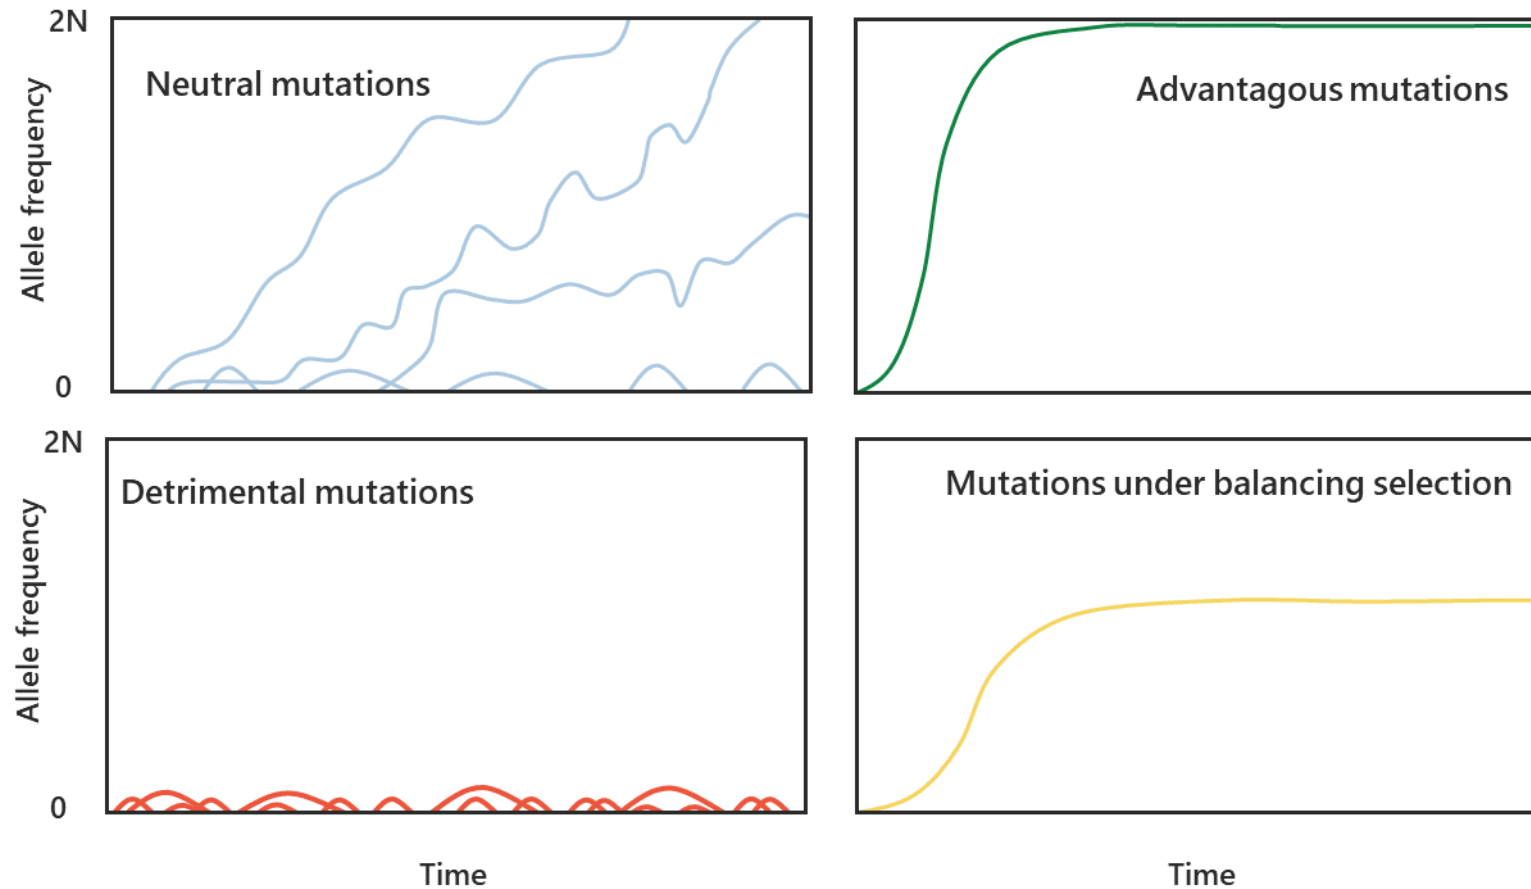 2N
Neutral mutations
Allele frequency
0
Advantagous mutations
2N
Detrimental mutations
Allele frequency
0
Mutations under balancing selection
Time
Time